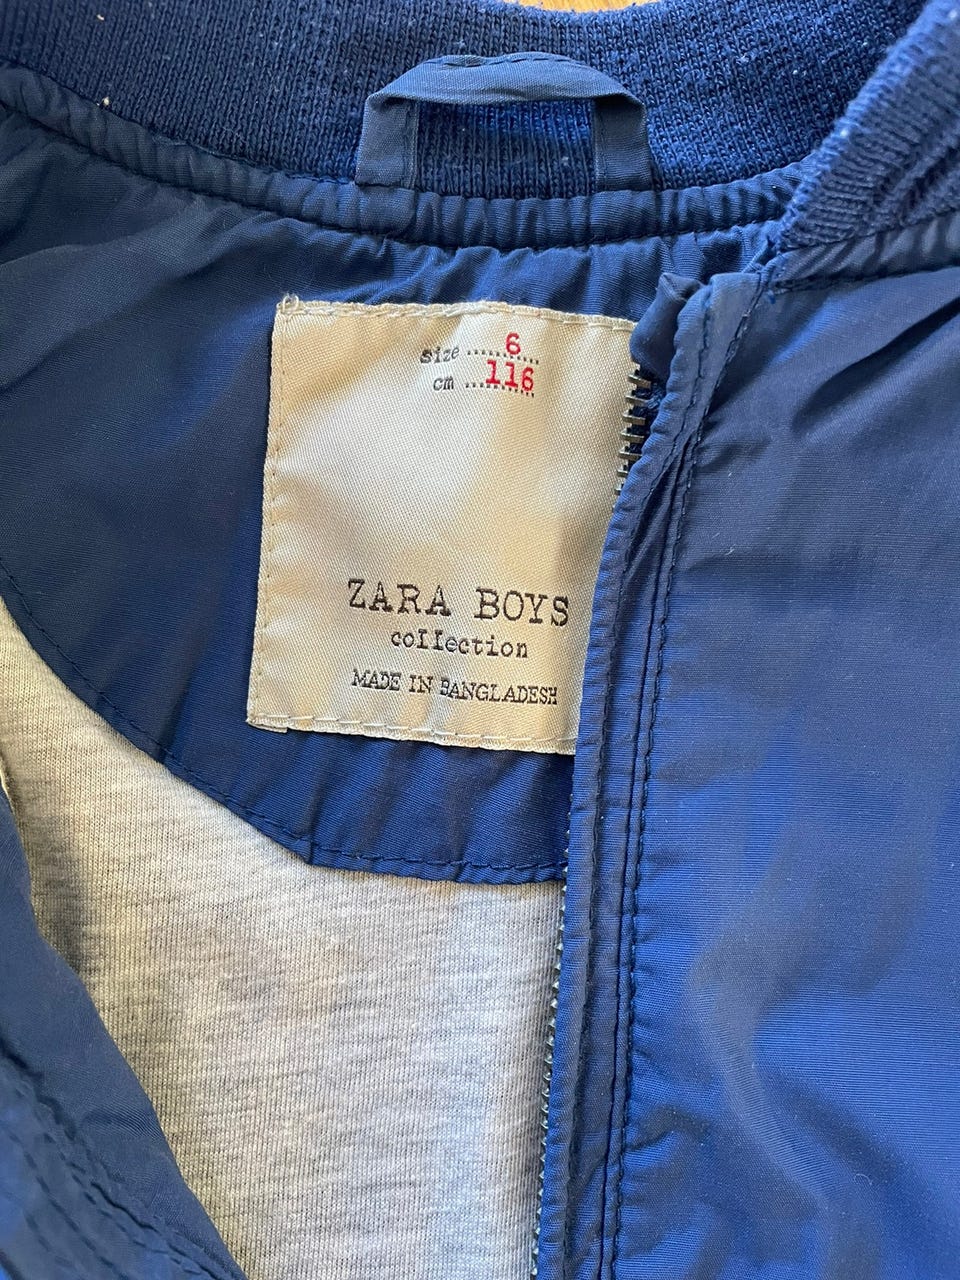 size ........ 6
cm ........ 116
ZARA BOYS
collection
MADE IN BANGLADESH